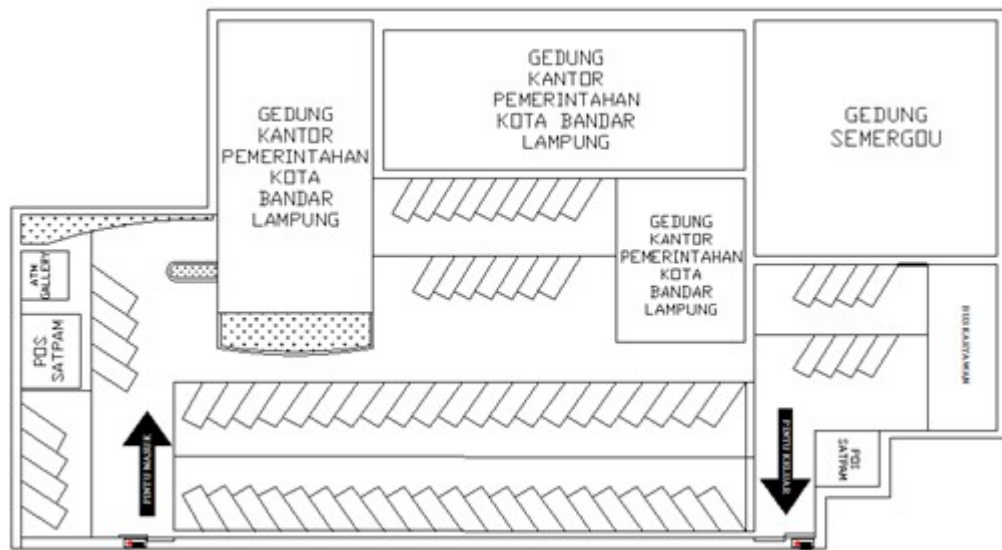 GEDUNG
KANTOR
PEMERINTAHAN
KOTA
BANDAR
LAMPUNG
GEDUNG
KANTOR
PEMERINTAHAN
KOTA BANDAR
LAMPUNG
GEDUNG
SEMERGOU
GEDUNG
KANTOR
PEMERINTAHAN
KOTA
BANDAR
LAMPUNG
ATM
GALLERY
POS
SATPAM
PINTU MASUK
PINTU KELUAR
POS
SATPAM